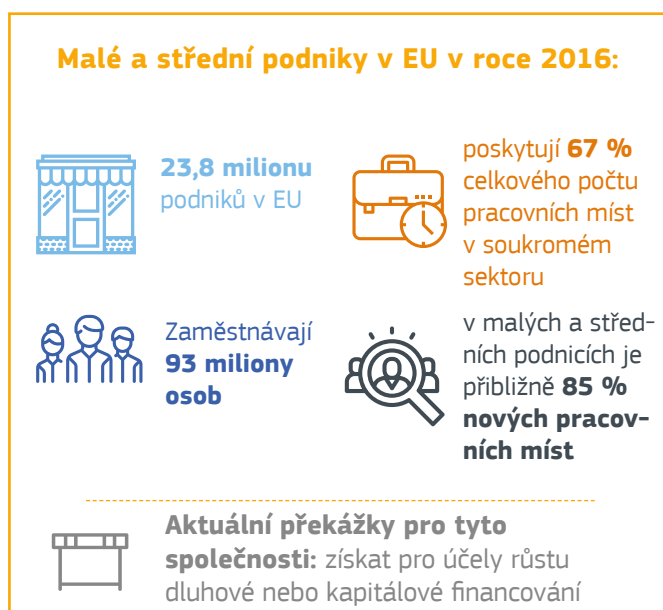 Malé a střední podniky v EU v roce 2016:
23,8 milionu
podniků v EU
poskytují 67 %
celkového počtu
pracovních míst
v soukromém
sektoru
Zaměstnávají
93 miliony
osob
v malých a střed-
ních podnicích je
přibližně 85 %
nových pracov-
ních míst
Aktuální překážky pro tyto
společnosti: získat pro účely růstu
dluhové nebo kapitálové financování